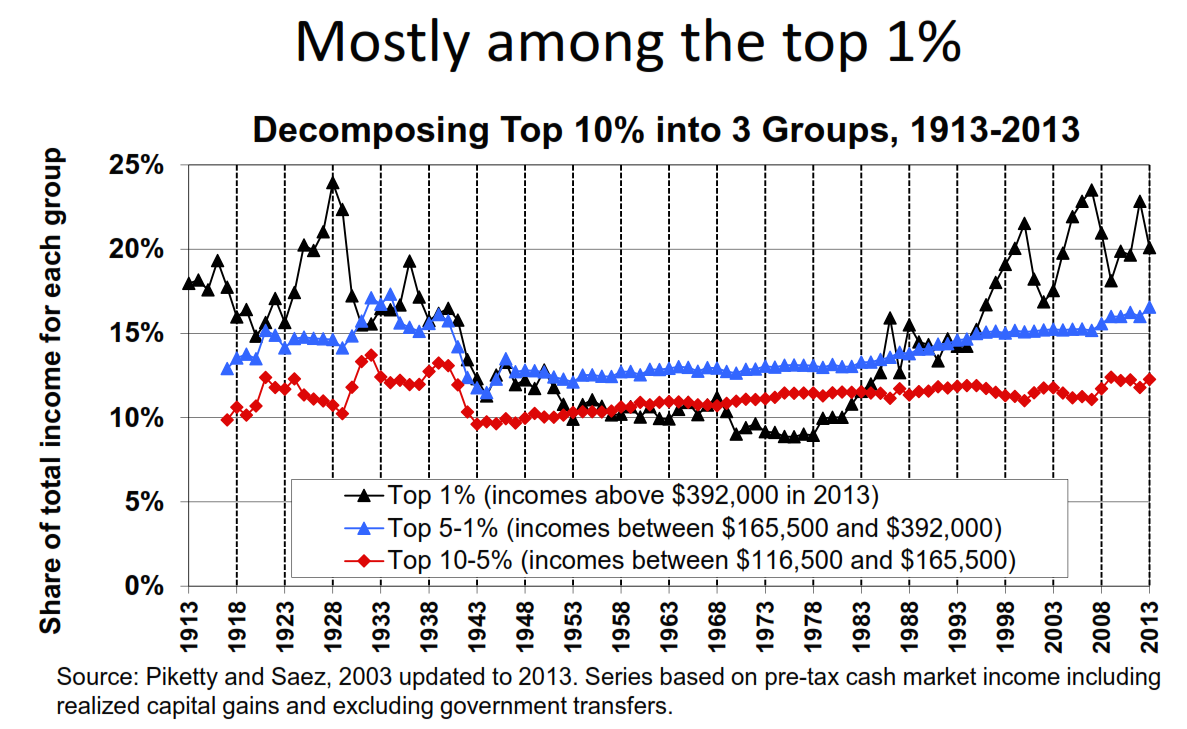 Mostly among the top 1%
Decomposing Top 10% into 3 Groups, 1913-2013
Share of total income for each group
25%
20%
15%
10%
5%
0%
Top 1% (incomes above $392,000 in 2013)
Top 5-1% (incomes between $165,500 and $392,000)
Top 10-5% (incomes between $116,500 and $165,500)
1913 1918 1923 1928 1933 1938 1943 1948 1953 1958 1963 1968 1973 1978 1983 1988 1993 1998 2003 2008 2013
Source: Piketty and Saez, 2003 updated to 2013. Series based on pre-tax cash market income including
realized capital gains and excluding government transfers.